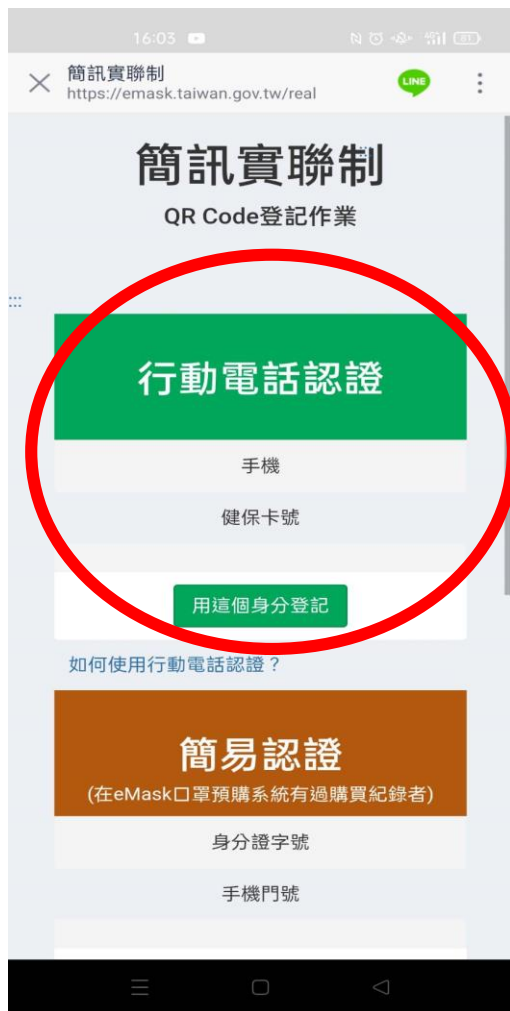 16:03
簡訊實聯制
https://emask.taiwan.gov.tw/real
LINE
簡訊實聯制
QR Code登記作業
:::
行動電話認證
手機
健保卡號
用這個身分登記
如何使用行動電話認證？
簡易認證
(在eMask口罩預購系統有過購買紀錄者)
身分證字號
手機門號